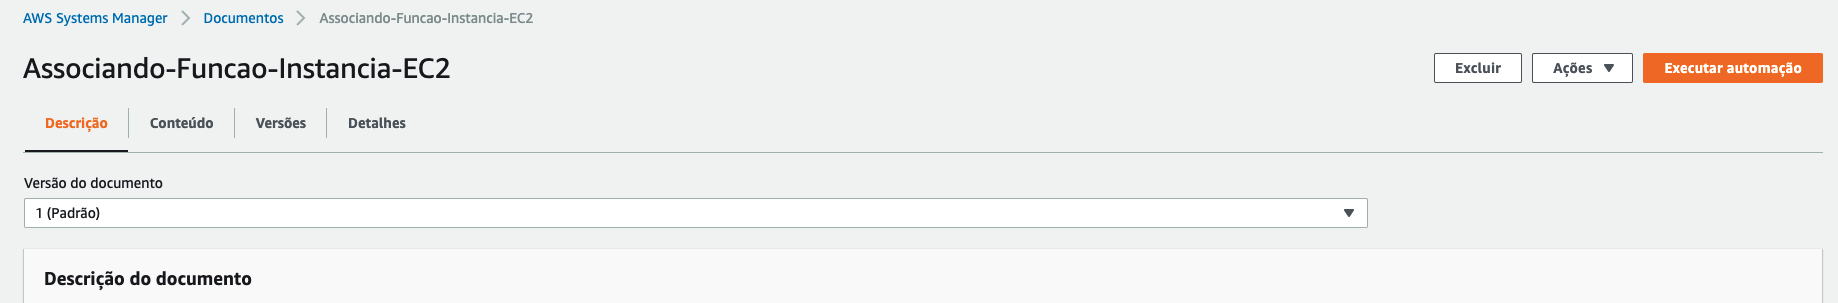 AWS Systems Manager > Documentos > Associando-Funcao-Instancia-EC2
Associando-Funcao-Instancia-EC2
Excluir Ações Executar automação
Descrição Conteúdo Versões Detalhes
Versão do documento
1 (Padrão)
Descrição do documento